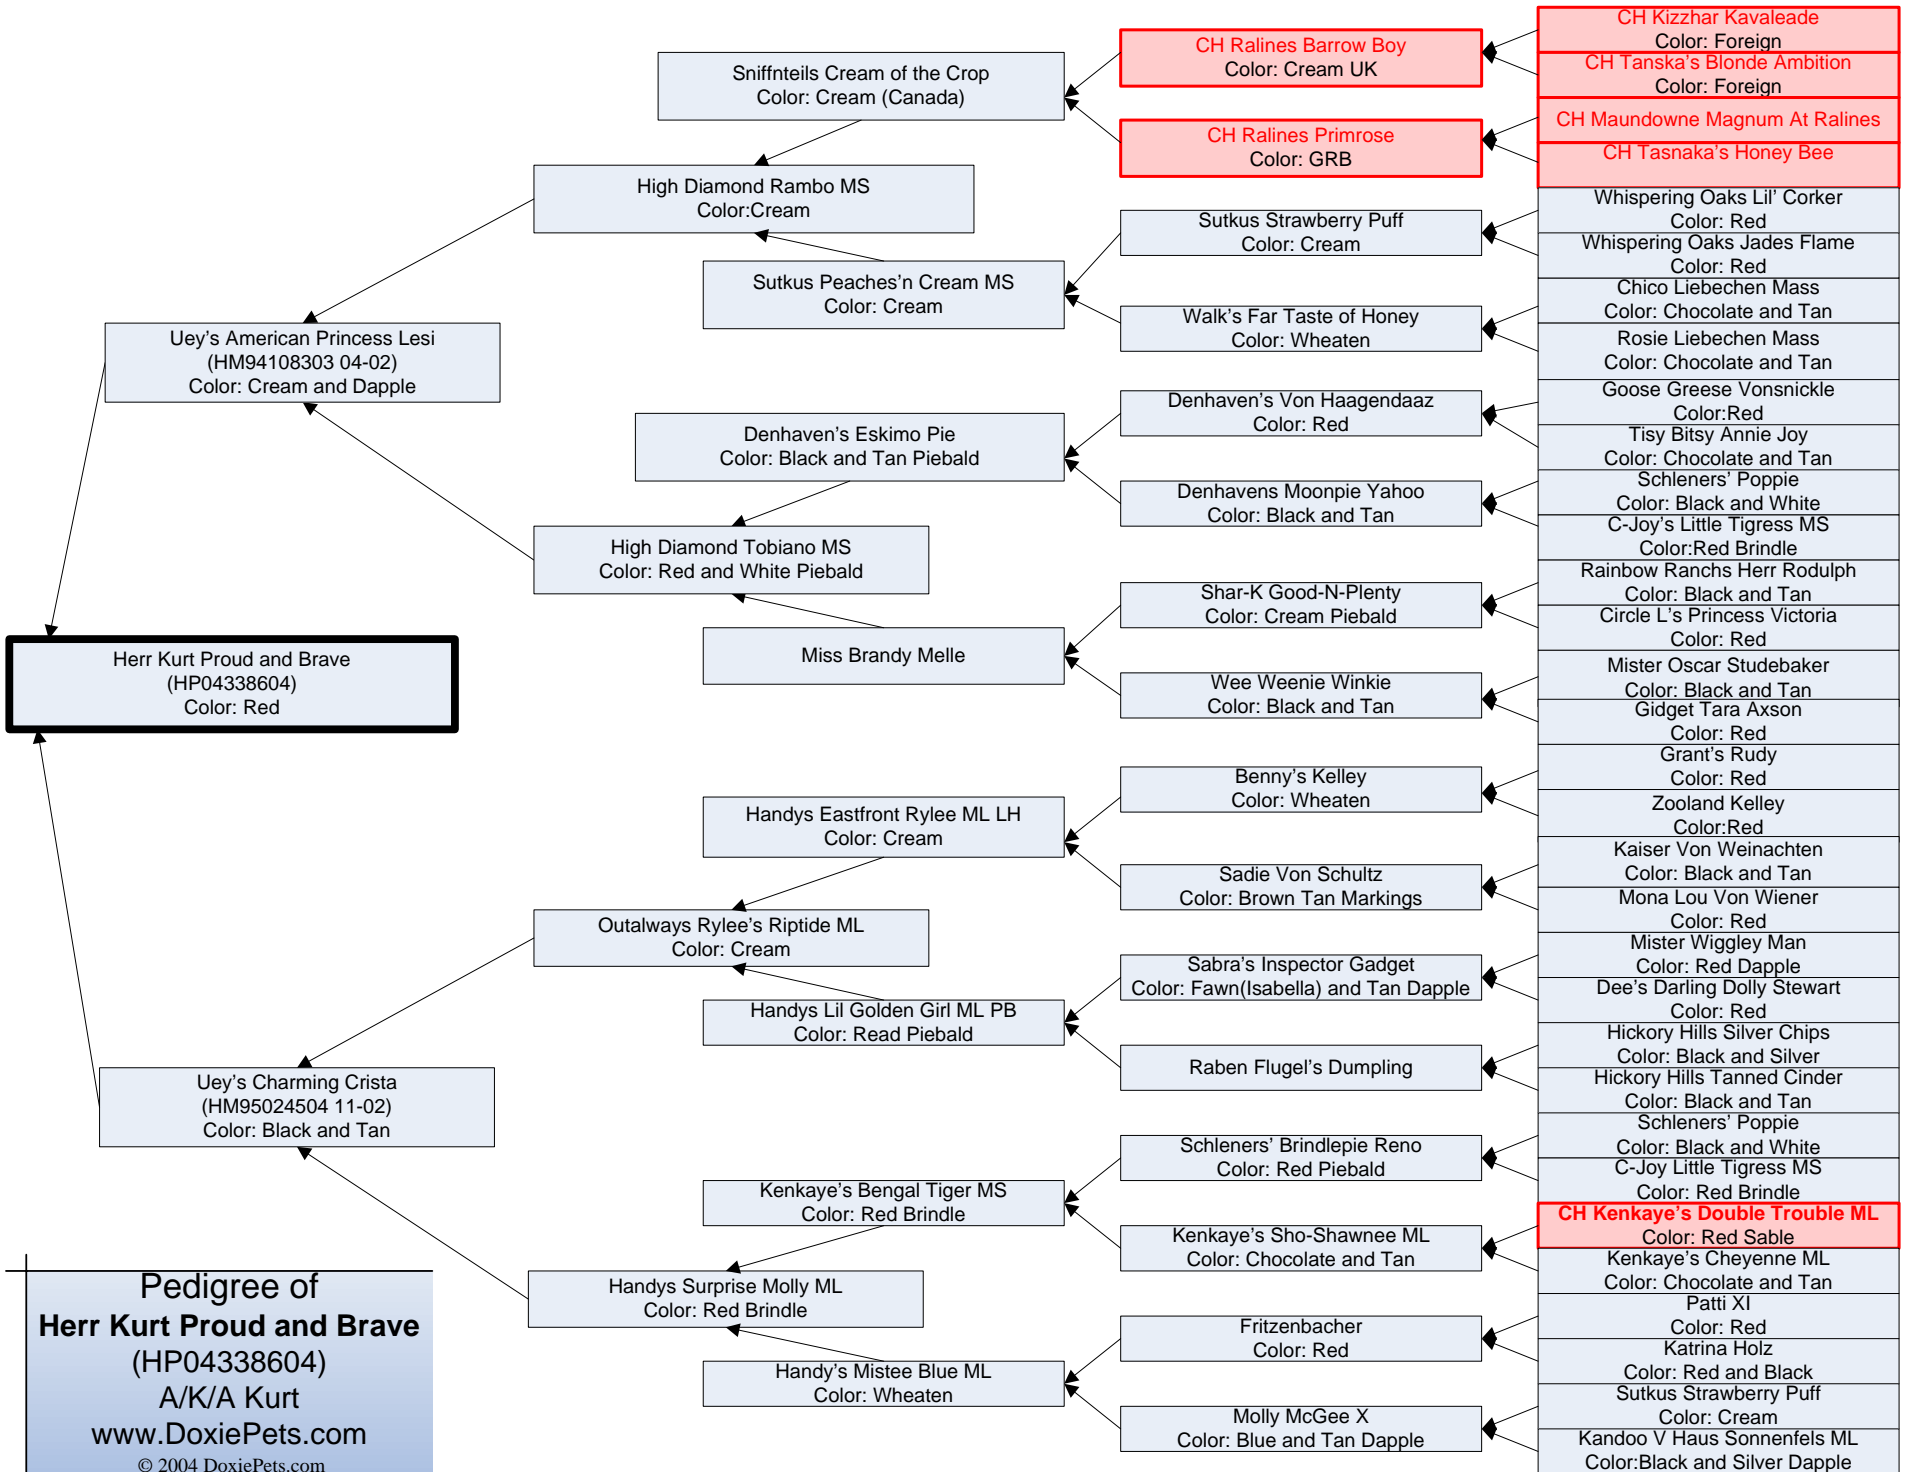 Herr Kurt Proud and Brave
(HP04338604)
Color: Red
Uey's American Princess Lesi
(HM94108303 04-02)
Color: Cream and Dapple
Uey's Charming Crista
(HM95024504 11-02)
Color: Black and Tan
High Diamond Rambo MS
Color:Cream
High Diamond Tobiano MS
Color: Red and White Piebald
Outalways Rylee's Riptide ML
Color: Cream
Handys Surprise Molly ML
Color: Red Brindle
Sniffnteils Cream of the Crop
Color: Cream (Canada)
Sutkus Peaches'n Cream MS
Color: Cream
Denhaven's Eskimo Pie
Color: Black and Tan Piebald
Miss Brandy Melle
Handys Eastfront Rylee ML LH
Color: Cream
Handys Lil Golden Girl ML PB
Color: Read Piebald
Kenkaye's Bengal Tiger MS
Color: Red Brindle
Handy's Mistee Blue ML
Color: Wheaten
CH Ralines Barrow Boy
Color: Cream UK
CH Ralines Primrose
Color: GRB
Sutkus Strawberry Puff
Color: Cream
Walk's Far Taste of Honey
Color: Wheaten
Denhaven's Von Haagendaaz
Color: Red
Denhavens Moonpie Yahoo
Color: Black and Tan
Shar-K Good-N-Plenty
Color: Cream Piebald
Wee Weenie Winkie
Color: Black and Tan
Benny's Kelley
Color: Wheaten
Sadie Von Schultz
Color: Brown Tan Markings
Sabra's Inspector Gadget
Color: Fawn(Isabella) and Tan Dapple
Raben Flugel's Dumpling
Schleners' Brindlepie Reno
Color: Red Piebald
Kenkaye's Sho-Shawnee ML
Color: Chocolate and Tan
Fritzenbacher
Color: Red
Molly McGee X
Color: Blue and Tan Dapple
CH Kizzhar Kavaleade
Color: Foreign
CH Tanska's Blonde Ambition
Color: Foreign
CH Maundowne Magnum At Ralines
CH Tasnaka's Honey Bee
Whispering Oaks Lil' Corker
Color: Red
Whispering Oaks Jades Flame
Color: Red
Chico Liebechen Mass
Color: Chocolate and Tan
Rosie Liebechen Mass
Color: Chocolate and Tan
Goose Greese Vonsnickle
Color:Red
Tisy Bitsy Annie Joy
Color: Chocolate and Tan
Schleners' Poppie
Color: Black and White
C-Joy's Little Tigress MS
Color:Red Brindle
Rainbow Ranchs Herr Rodulph
Color: Black and Tan
Circle L's Princess Victoria
Color: Red
Mister Oscar Studebaker
Color: Black and Tan
Gidget Tara Axson
Color: Red
Grant's Rudy
Color: Red
Zooland Kelley
Color:Red
Kaiser Von Weinachten
Color: Black and Tan
Mona Lou Von Wiener
Color: Red
Mister Wiggley Man
Color: Red Dapple
Dee's Darling Dolly Stewart
Color: Red
Hickory Hills Silver Chips
Color: Black and Silver
Hickory Hills Tanned Cinder
Color: Black and Tan
Schleners' Poppie
Color: Black and White
C-Joy Little Tigress MS
Color: Red Brindle
CH Kenkaye's Double Trouble ML
Color: Red Sable
Kenkaye's Cheyenne ML
Color: Chocolate and Tan
Patti XI
Color: Red
Katrina Holz
Color: Red and Black
Sutkus Strawberry Puff
Color: Cream
Kandoo V Haus Sonnenfels ML
Color:Black and Silver Dapple
Pedigree of
Herr Kurt Proud and Brave
(HP04338604)
A/K/A Kurt
www.DoxiePets.com
© 2004 DoxiePets.com